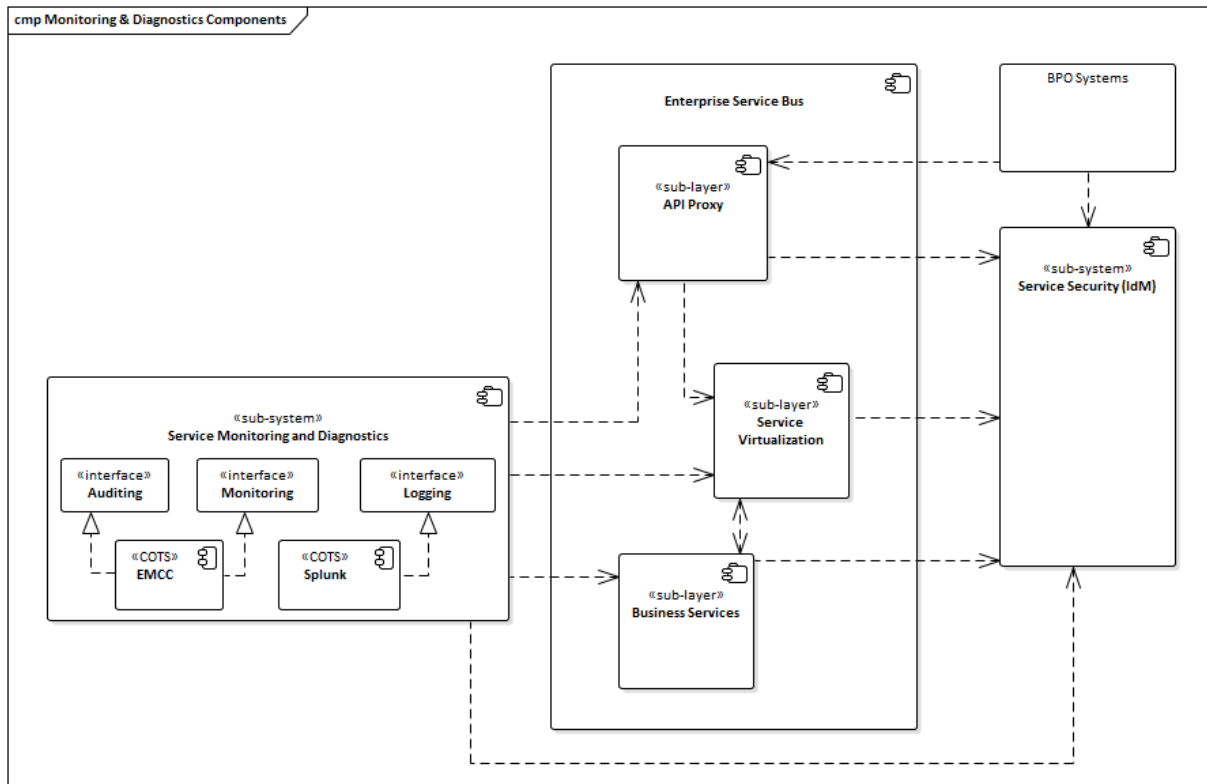 cmp Monitoring & Diagnostics Components
Enterprise Service Bus
BPO Systems
«sub-layer»
API Proxy
«sub-system»
Service Security (IdM)
«sub-layer»
Service
Virtualization
«sub-system»
Service Monitoring and Diagnostics
«interface»
Auditing
«interface»
Monitoring
«interface»
Logging
«COTS»
EMCC
«COTS»
Splunk
«sub-layer»
Business Services